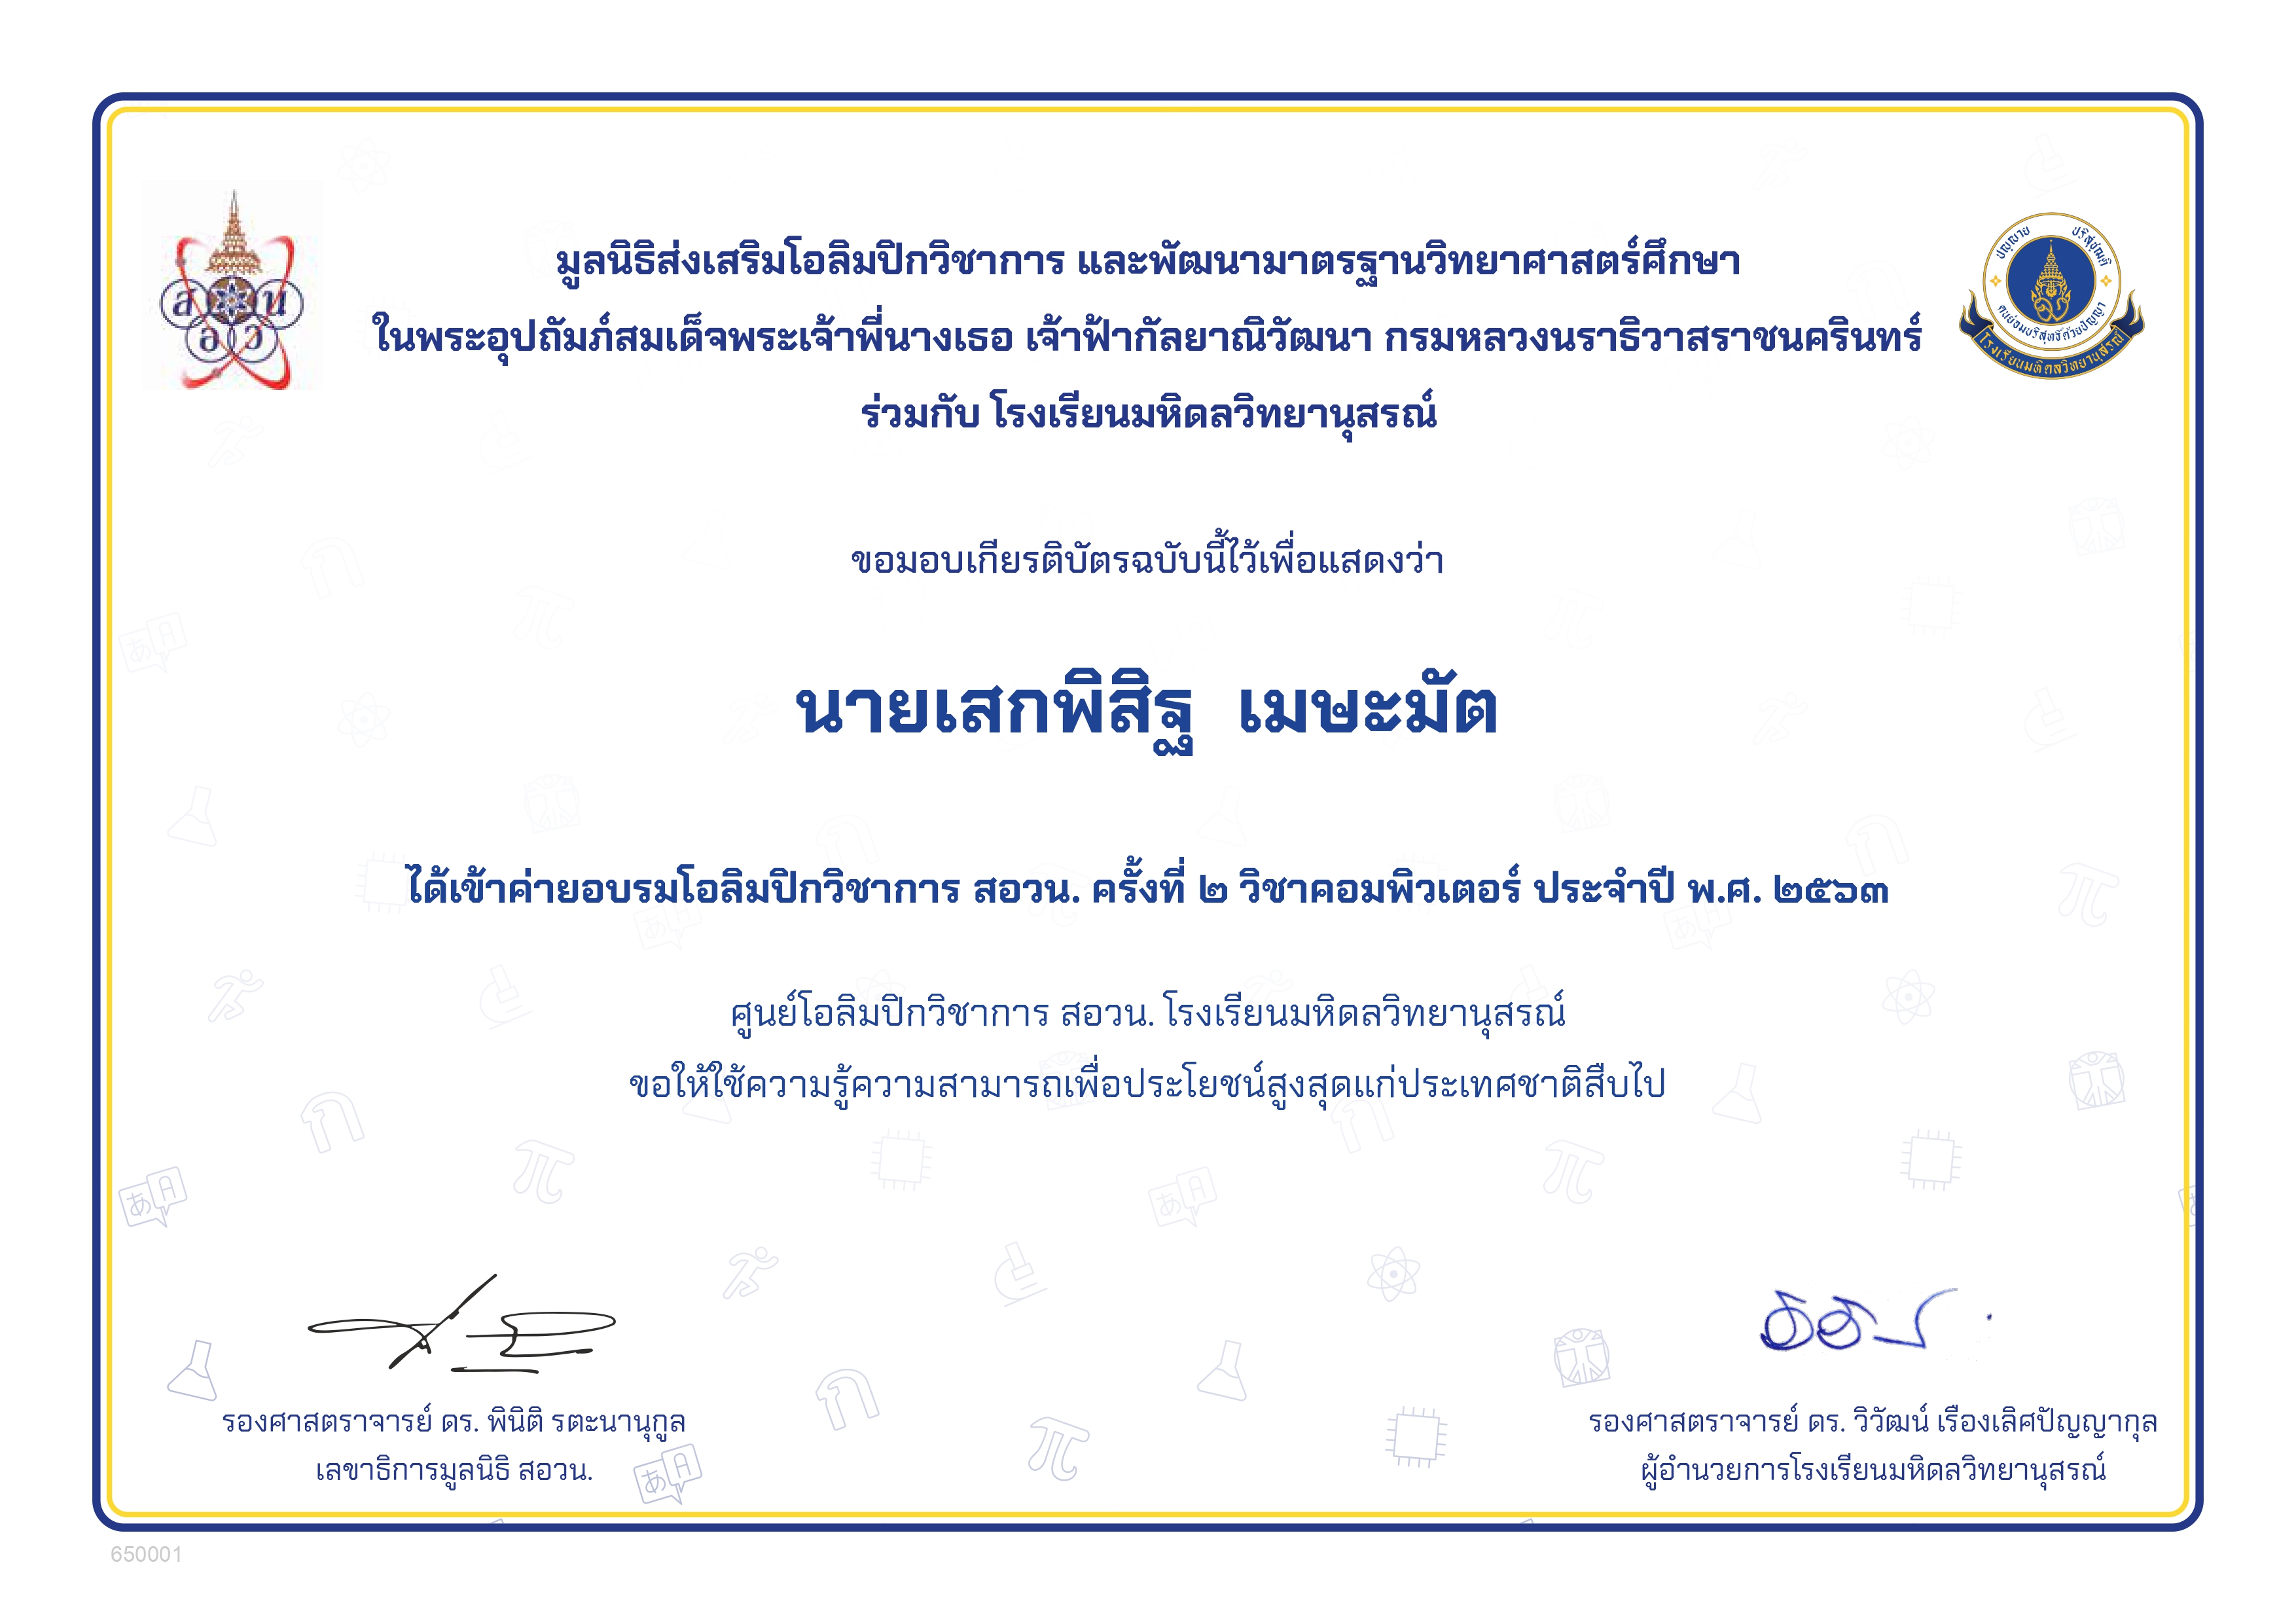 สอวน
มูลนิธิส่งเสริมโอลิมปิกวิชาการ และพัฒนามาตรฐานวิทยาศาสตร์ศึกษา
ในพระอุปถัมภ์สมเด็จพระเจ้าพี่นางเธอ เจ้าฟ้ากัลยาณิวัฒนา กรมหลวงนราธิวาสราชนครินทร์
ร่วมกับ โรงเรียนมหิดลวิทยานุสรณ์
ปญฺญาย ปริสุชฺฌติ
คนย่อมบริสุทธิ์ด้วยปัญญา
โรงเรียนมหิดลวิทยานุสรณ์
ขอมอบเกียรติบัตรฉบับนี้ไว้เพื่อแสดงว่า
นายเสกพิสิฐ เมษะมัต
ได้เข้าค่ายอบรมโอลิมปิกวิชาการ สอวน. ครั้งที่ ๒ วิชาคอมพิวเตอร์ ประจำปี พ.ศ. ๒๕๖๓
ศูนย์โอลิมปิกวิชาการ สอวน. โรงเรียนมหิดลวิทยานุสรณ์
ขอให้ใช้ความรู้ความสามารถเพื่อประโยชน์สูงสุดแก่ประเทศชาติสืบไป
รองศาสตราจารย์ ดร. พินิติ รตะนานุกูล
เลขาธิการมูลนิธิ สอวน.
รองศาสตราจารย์ ดร. วิวัฒน์ เรืองเลิศปัญญากุล
ผู้อำนวยการโรงเรียนมหิดลวิทยานุสรณ์
650001